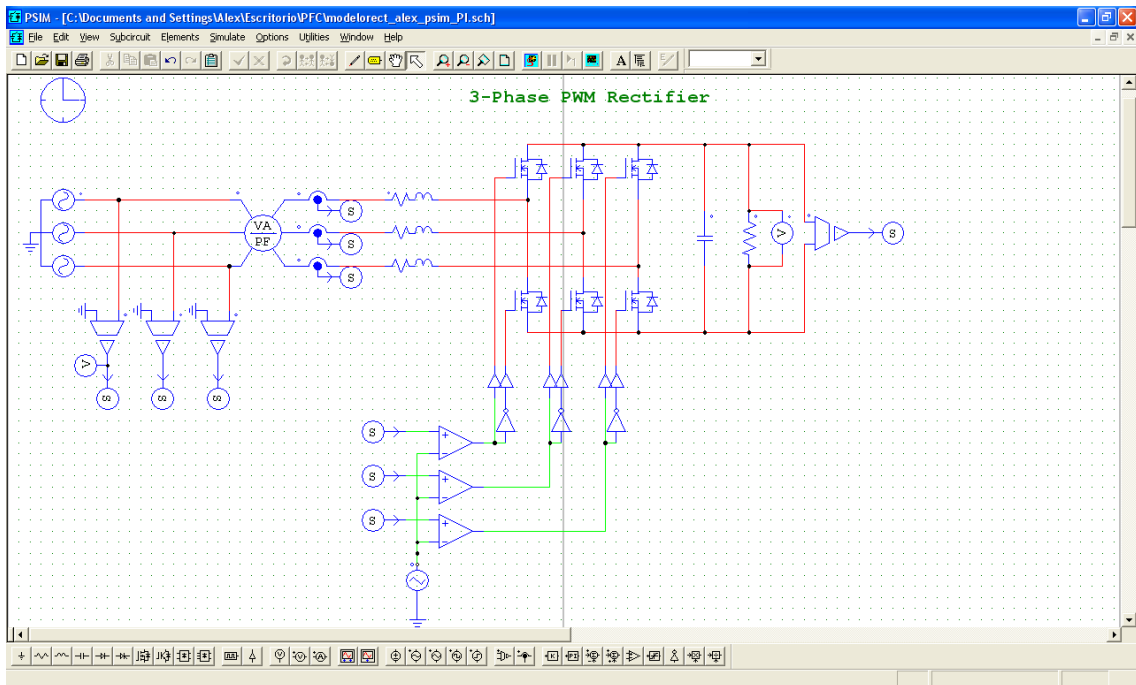 PSIM - [C:\Documents and Settings\Alex\Escritorio\PFC\modelorect_alex_psim_PI.sch]
File Edit View Subcircuit Elements Simulate Options Utilities Window Help
3-Phase PWM Rectifier
VA
PF
S
S
S
V
S
V
S
S
S
S
S
S
K
PI